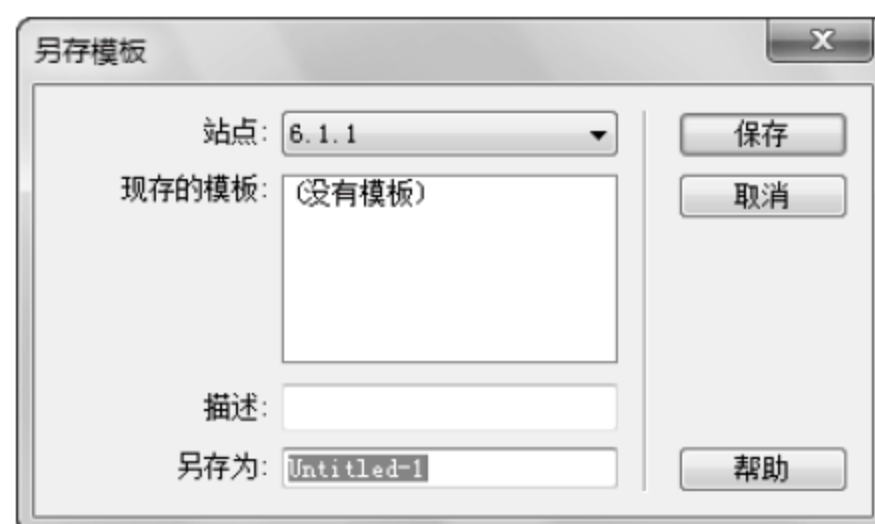 另存模板
站点: 6.1.1
保存
现存的模板: (没有模板)
取消
描述:
另存为: Untitled-1
帮助